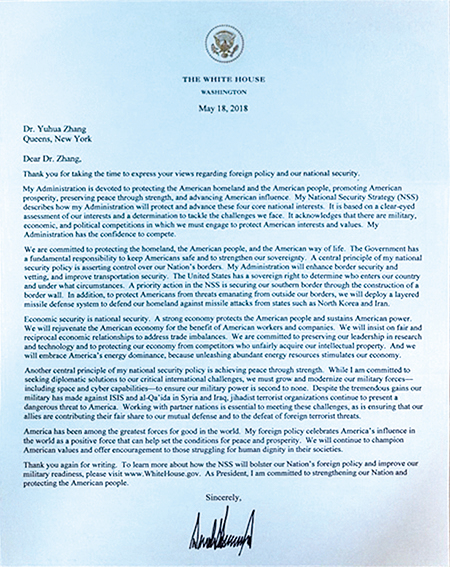 THE WHITE HOUSE
WASHINGTON
May 18, 2018
Dr. Yuhua Zhang
Queens, New York
Dear Dr. Zhang,
Thank you for taking the time to express your views regarding foreign policy and our national security.
My Administration is devoted to protecting the American homeland and the American people, promoting American
prosperity, preserving peace through strength, and advancing American influence. My National Security Strategy (NSS)
describes how my Administration will protect and advance these four core national interests. It is based on a clear-eyed
assessment of our interests and a determination to tackle the challenges we face. It acknowledges that there are military,
economic, and political competitions in which we must engage to protect American interests and values. My
Administration has the confidence to compete.
We are committed to protecting the homeland, the American people, and the American way of life. The Government has
a fundamental responsibility to keep Americans safe and to strengthen our sovereignty. A central principle of my national
security policy is asserting control over our Nation's borders. My Administration will enhance border security and
vetting, and improve transportation security. The United States has a sovereign right to determine who enters our country
and under what circumstances. A priority action in the NSS is securing our southern border through the construction of a
border wall. In addition, to protect Americans from threats emanating from outside our borders, we will deploy a layered
missile defense system to defend our homeland against missile attacks from states such as North Korea and Iran.
Economic security is national security. A strong economy protects the American people and sustains American power.
We will rejuvenate the American economy for the benefit of American workers and companies. We will insist on fair and
reciprocal economic relationships to address trade imbalances. We are committed to preserving our leadership in research
and technology and to protecting our economy from competitors who unfairly acquire our intellectual property. And we
will embrace America's energy dominance, because unleashing abundant energy resources stimulates our economy.
Another central principle of my national security policy is achieving peace through strength. While I am committed to
seeking diplomatic solutions to our critical international challenges, we must grow and modernize our military forces—
including space and cyber capabilities—to ensure our military power is second to none. Despite the tremendous gains our
military has made against ISIS and al-Qa'ida in Syria and Iraq, jihadist terrorist organizations continue to present a
dangerous threat to America. Working with partner nations is essential to meeting these challenges, as is ensuring that our
allies are contributing their fair share to our mutual defense and to the defeat of foreign terrorist threats.
America has been among the greatest forces for good in the world. My foreign policy celebrates America's influence in
the world as a positive force that can help set the conditions for peace and prosperity. We will continue to champion
American values and offer encouragement to those struggling for human dignity in their societies.
Thank you again for writing. To learn more about how the NSS will bolster our Nation's foreign policy and improve our
military readiness, please visit www.WhiteHouse.gov. As President, I am committed to strengthening our Nation and
protecting the American people.
Sincerely,